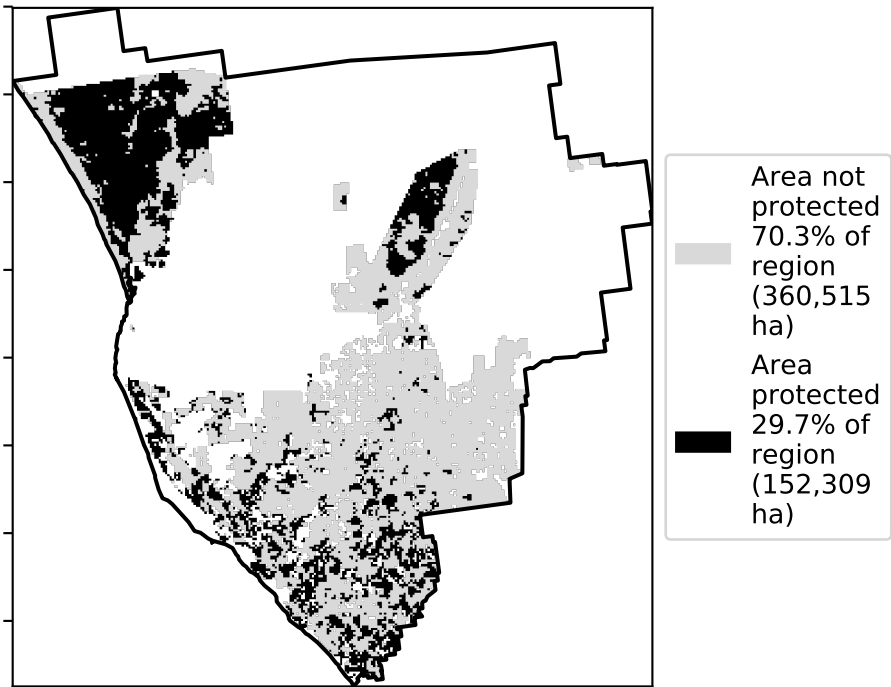 Area not
protected
70.3% of
region
(360,515
ha)
Area
protected
29.7% of
region
(152,309
ha)